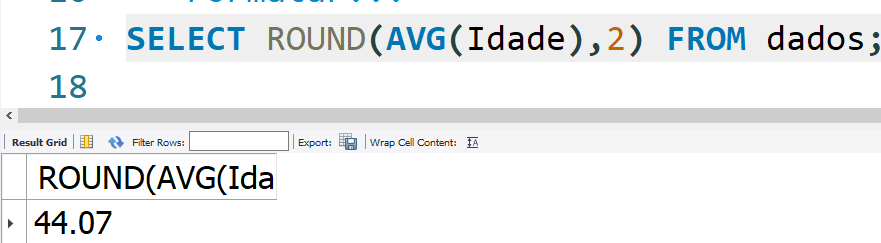 17 SELECT ROUND(AVG(Idade),2) FROM dados;
18
Result Grid Filter Rows: Export: Wrap Cell Content:
ROUND(AVG(Ida
44.07